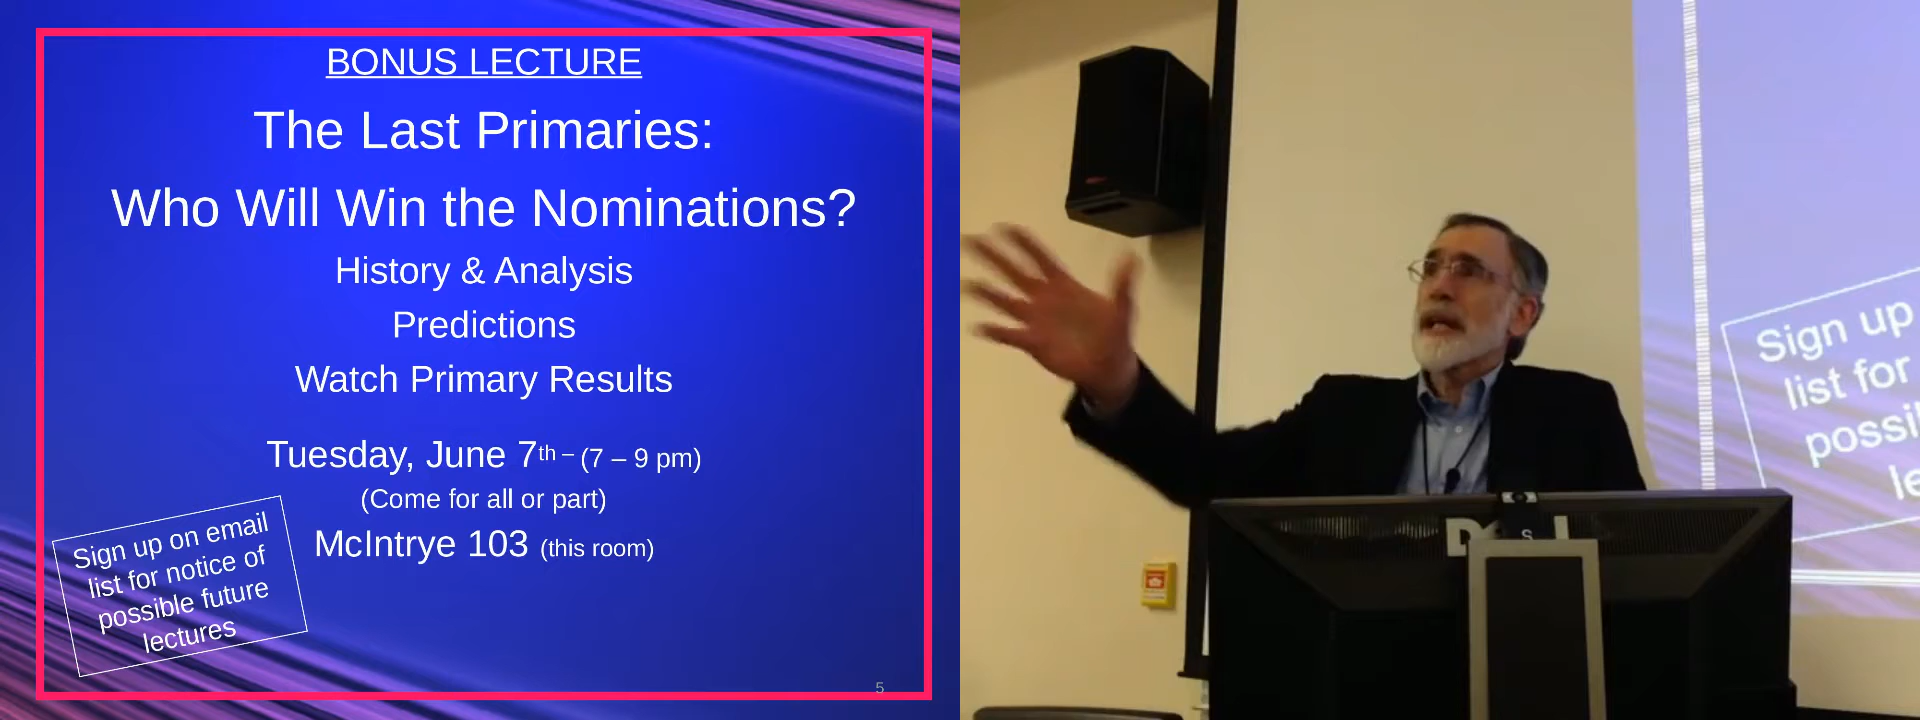 BONUS LECTURE
The Last Primaries:
Who Will Win the Nominations?
History & Analysis
Predictions
Watch Primary Results
Tuesday, June 7th – (7 – 9 pm)
(Come for all or part)
McIntrye 103 (this room)
Sign up on email
list for notice of
possible future
lectures
5
Sign up
list for
possi
le
S